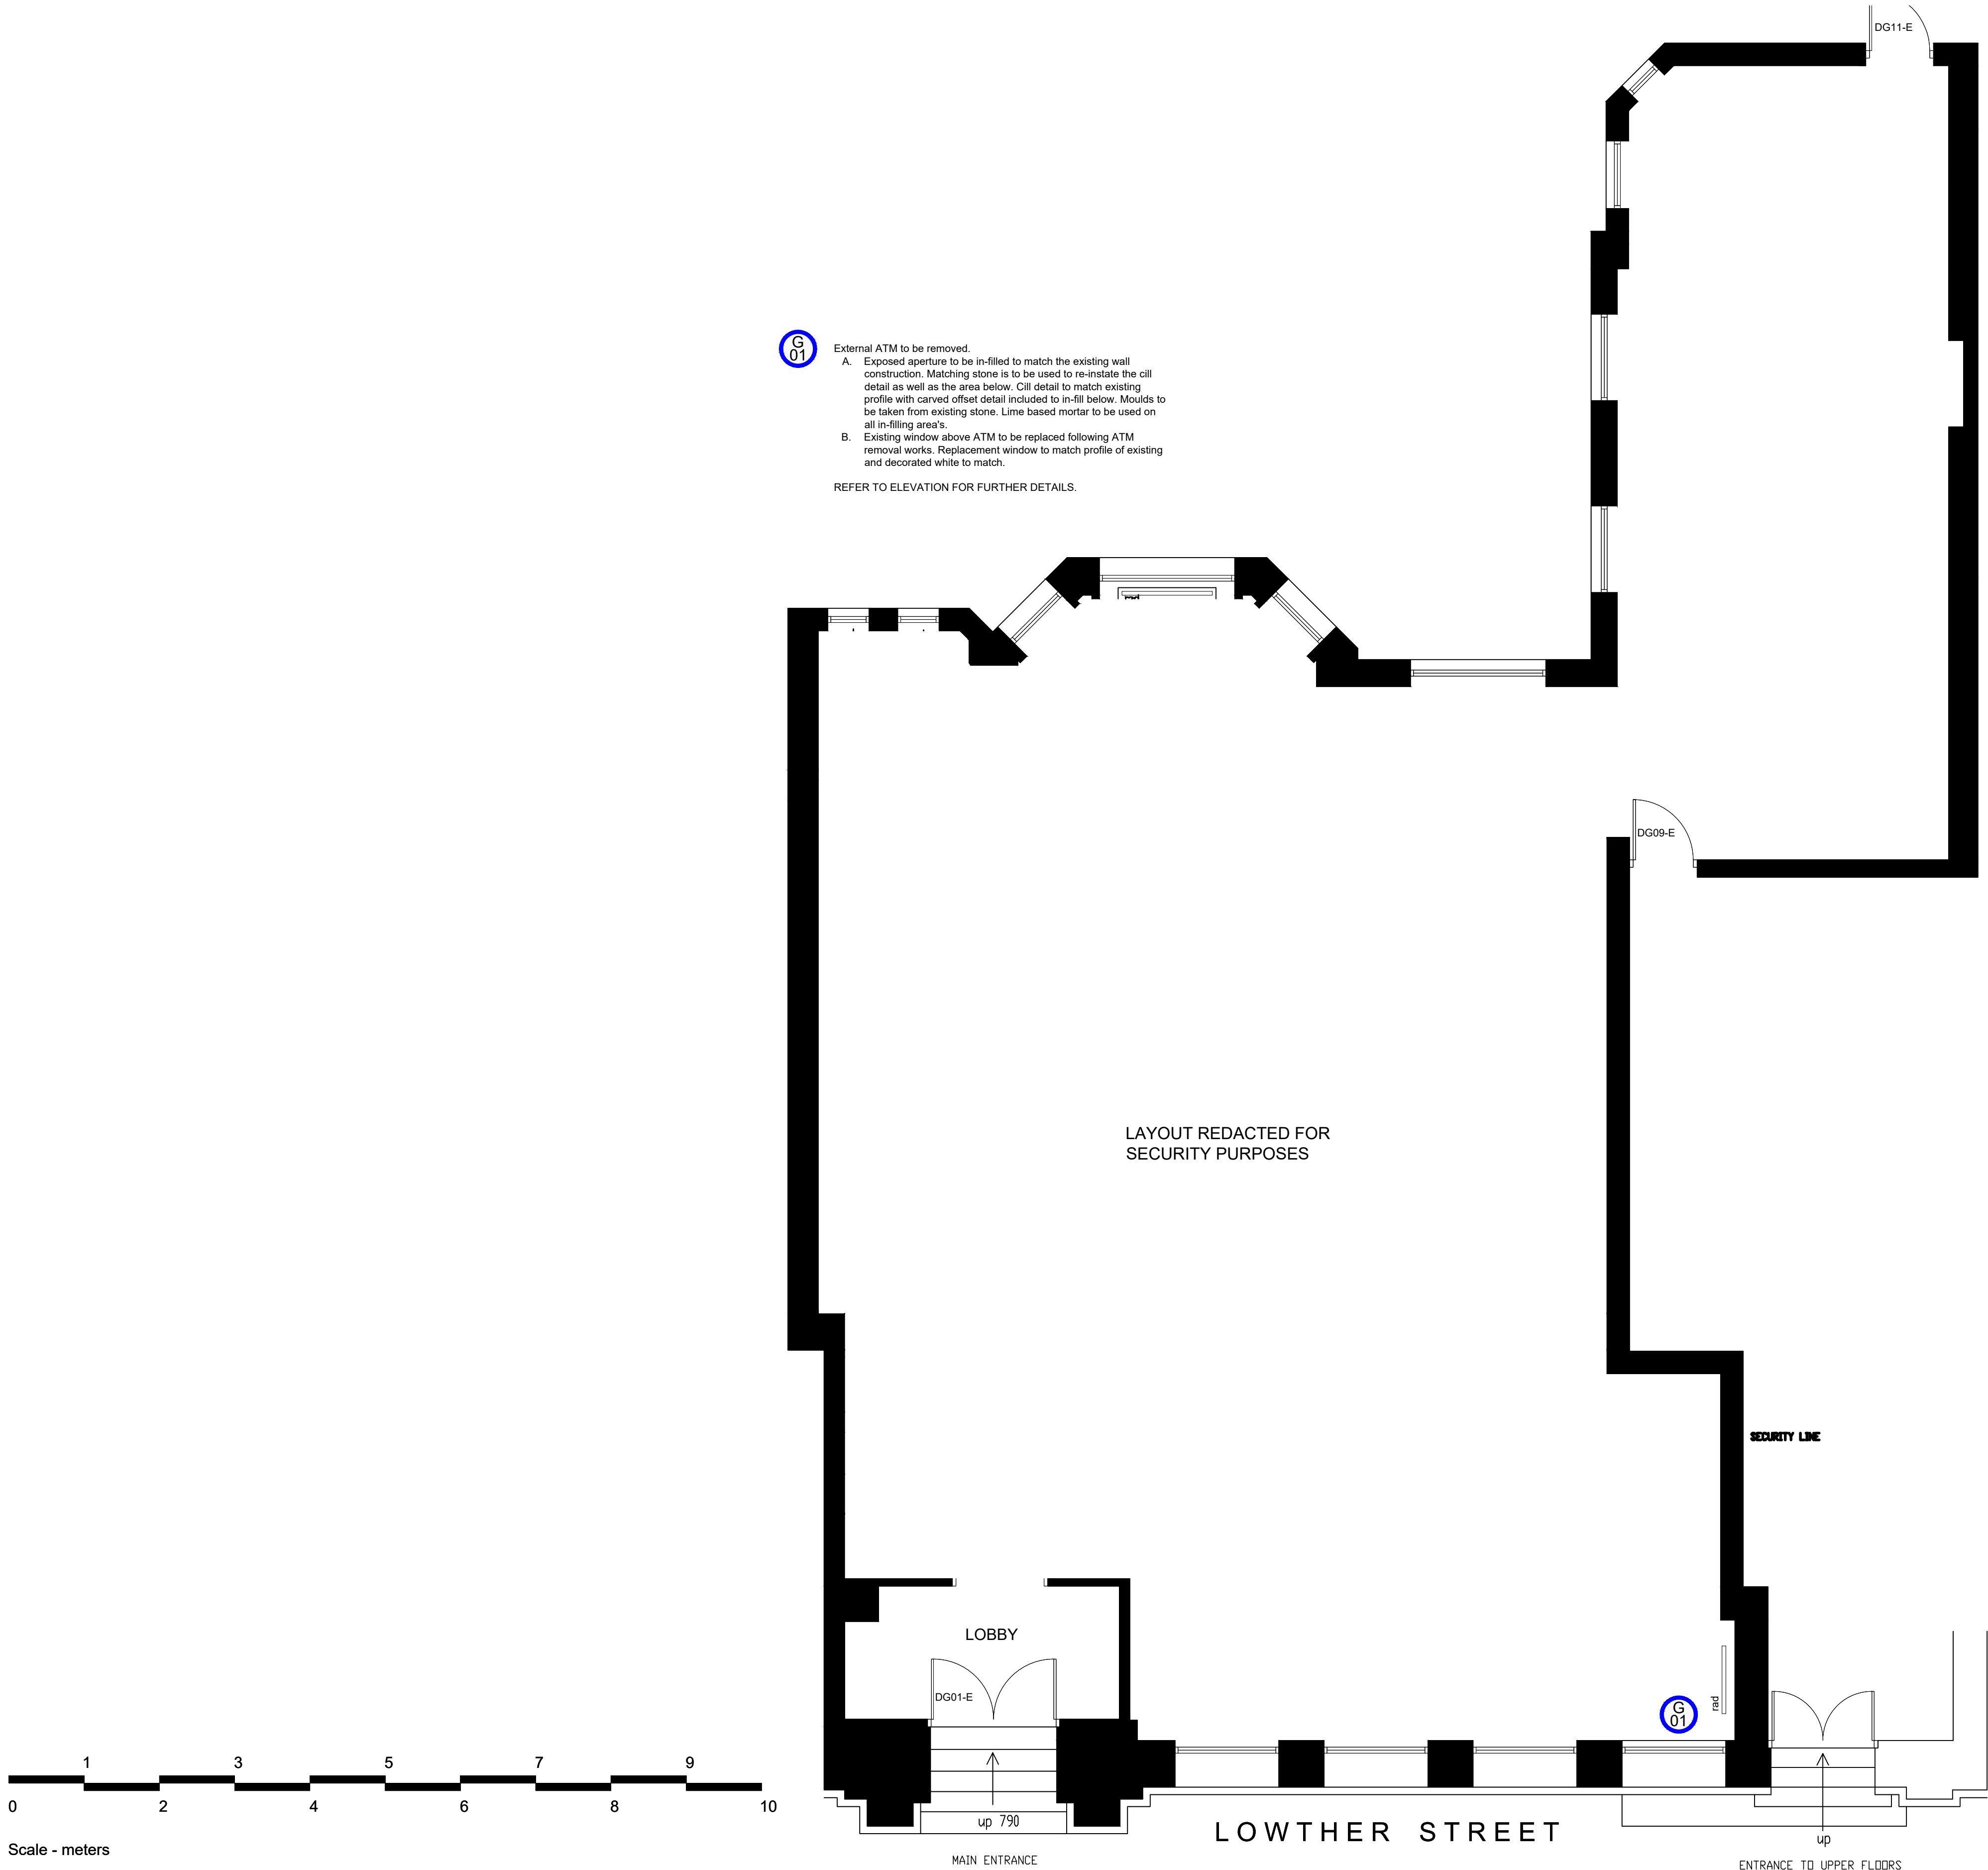 DG11-E
G
01
External ATM to be removed.
A. Exposed aperture to be in-filled to match the existing wall
construction. Matching stone is to be used to re-instate the cill
detail as well as the area below. Cill detail to match existing
profile with carved offset detail included to in-fill below. Moulds to
be taken from existing stone. Lime based mortar to be used on
all in-filling area's.
B. Existing window above ATM to be replaced following ATM
removal works. Replacement window to match profile of existing
and decorated white to match.
REFER TO ELEVATION FOR FURTHER DETAILS.
DG09-E
LAYOUT REDACTED FOR
SECURITY PURPOSES
SECURITY LINE
LOBBY
DG01-E
rad
G
01
1 3 5 7 9
0 2 4 6 8 10
Scale - meters
up 790
MAIN ENTRANCE
LOWTHER STREET
up
ENTRANCE TO UPPER FLOORS